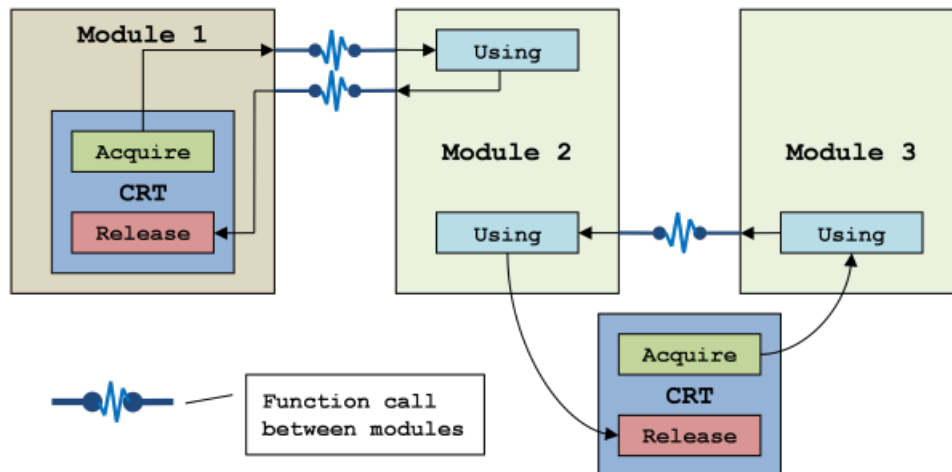 Module 1
Acquire
CRT
Release
Using
Module 2
Using
Module 3
Using
Acquire
CRT
Release
Function call
between modules